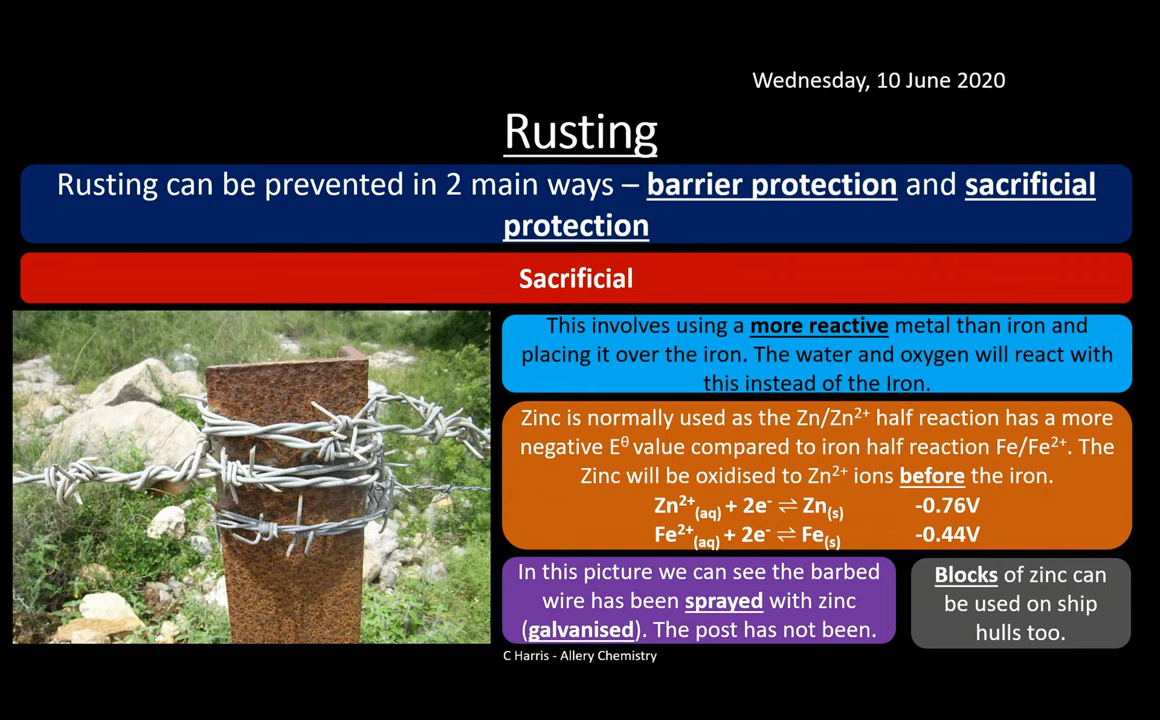 Wednesday, 10 June 2020
Rusting
Rusting can be prevented in 2 main ways – barrier protection and sacrificial
protection
Sacrificial
This involves using a more reactive metal than iron and
placing it over the iron. The water and oxygen will react with
this instead of the Iron.
Zinc is normally used as the Zn/Zn²⁺ half reaction has a more
negative Eᶿ value compared to iron half reaction Fe/Fe²⁺. The
Zinc will be oxidised to Zn²⁺ ions before the iron.
Zn²⁺(aq) + 2e⁻ ⇌ Zn(s) -0.76V
Fe²⁺(aq) + 2e⁻ ⇌ Fe(s) -0.44V
In this picture we can see the barbed
wire has been sprayed with zinc
(galvanised). The post has not been.
Blocks of zinc can
be used on ship
hulls too.
C Harris - Allery Chemistry